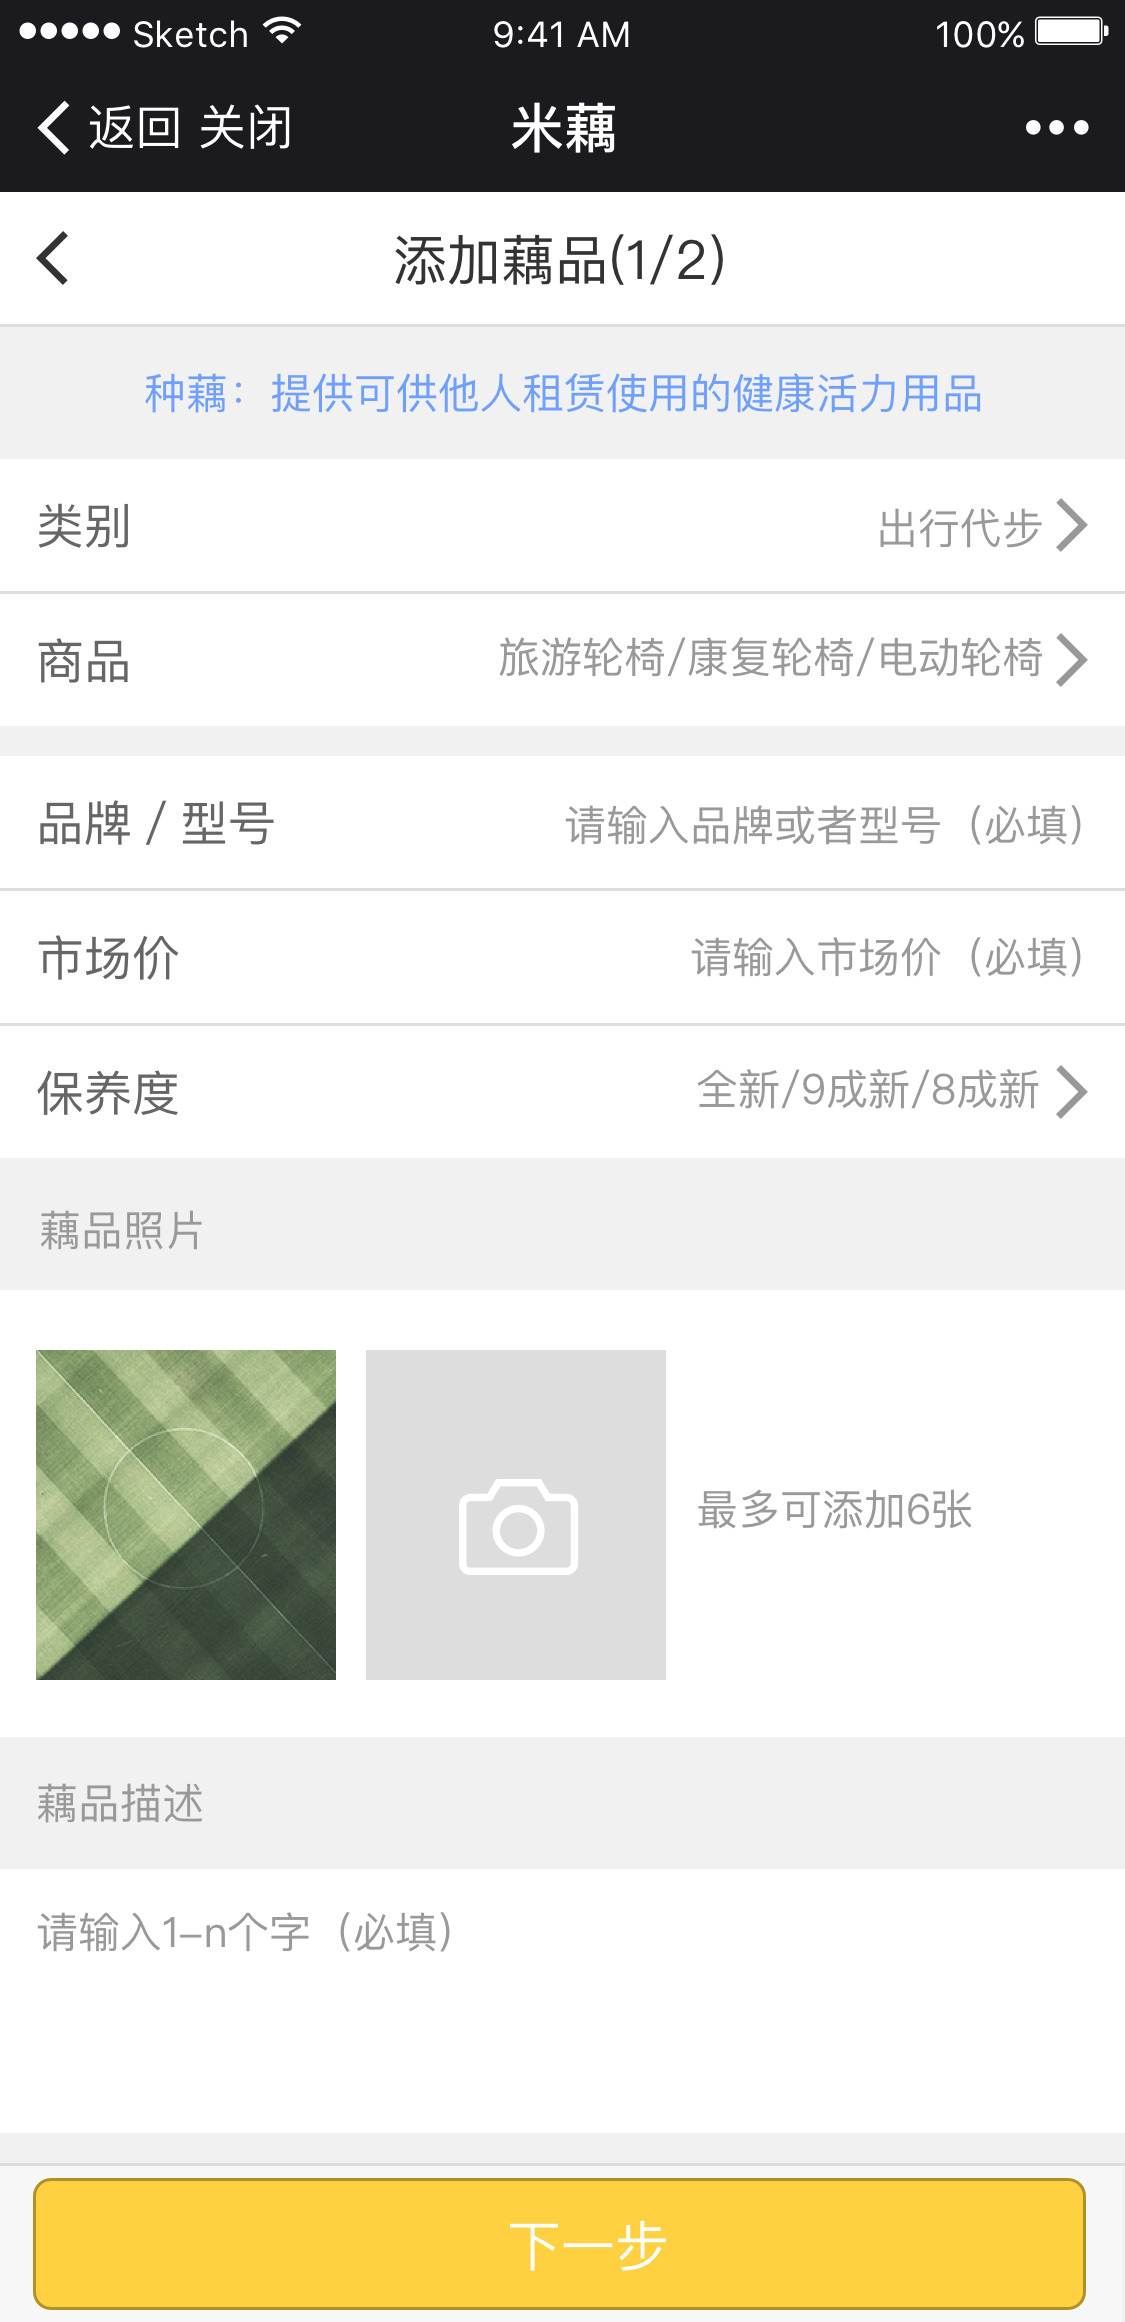 Sketch 9:41 AM 100%
返回 关闭 米藕
添加藕品(1/2)
种藕：提供可供他人租赁使用的健康活力用品
类别 出行代步
商品 旅游轮椅/康复轮椅/电动轮椅
品牌 / 型号 请输入品牌或者型号（必填）
市场价 请输入市场价（必填）
保养度 全新/9成新/8成新
藕品照片
最多可添加6张
藕品描述
请输入1-n个字（必填）
下一步